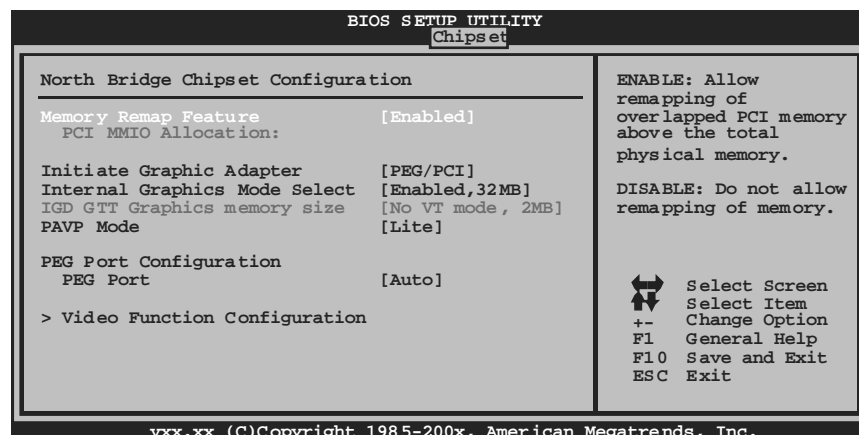 BIOS SETUP UTILITY
Chipset
North Bridge Chipset Configuration
Memory Remap Feature [Enabled]
PCI MMIO Allocation:
Initiate Graphic Adapter [PEG/PCI]
Internal Graphics Mode Select [Enabled,32MB]
IGD GTT Graphics memory size [No VT mode, 2MB]
PAVP Mode [Lite]
PEG Port Configuration
PEG Port [Auto]
> Video Function Configuration
ENABLE: Allow
remapping of
overlapped PCI memory
above the total
physical memory.
DISABLE: Do not allow
remapping of memory.
Select Screen
Select Item
+- Change Option
F1 General Help
F10 Save and Exit
ESC Exit
vxx.xx (C)Copyright 1985-200x, American Megatrends, Inc.